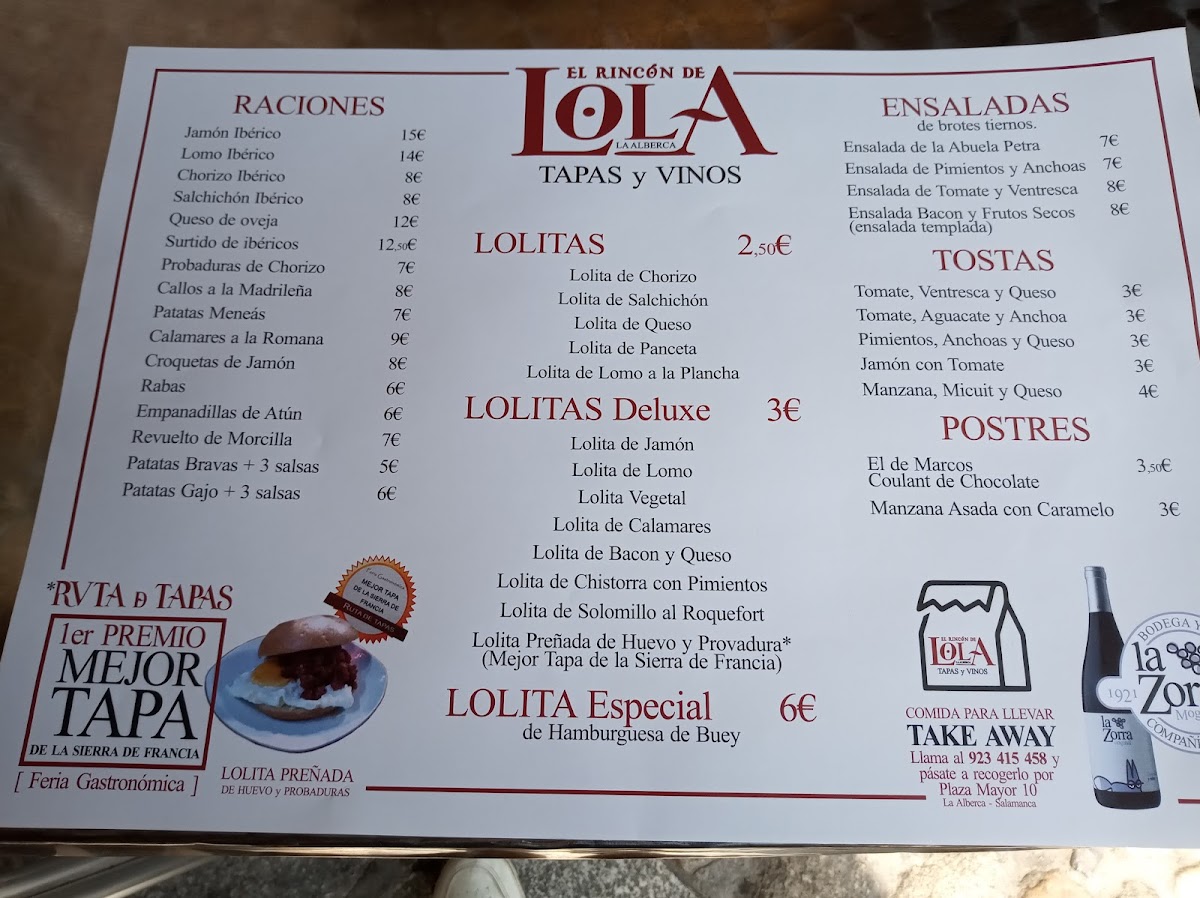 RACIONES
Jamón Ibérico 15€
Lomo Ibérico 14€
Chorizo Ibérico 8€
Salchichón Ibérico 8€
Queso de oveja 12€
Surtido de ibéricos 12,50€
Probaduras de Chorizo 7€
Callos a la Madrileña 8€
Patatas Meneás 7€
Calamares a la Romana 9€
Croquetas de Jamón 8€
Rabas 6€
Empanadillas de Atún 6€
Revuelto de Morcilla 7€
Patatas Bravas + 3 salsas 5€
Patatas Gajo + 3 salsas 6€
*RVTA D TAPAS
1er PREMIO
MEJOR
TAPA
DE LA SIERRA DE FRANCIA
[ Feria Gastronómica ]
Feria Gastronómica
MEJOR TAPA
DE LA SIERRA DE
FRANCIA
RUTA DE TAPAS
LOLITA PREÑADA
DE HUEVO y PROBADURAS
EL RINCÓN DE
LOLA
LA ALBERCA
TAPAS y VINOS
LOLITAS 2,50€
Lolita de Chorizo
Lolita de Salchichón
Lolita de Queso
Lolita de Panceta
Lolita de Lomo a la Plancha
LOLITAS Deluxe 3€
Lolita de Jamón
Lolita de Lomo
Lolita Vegetal
Lolita de Calamares
Lolita de Bacon y Queso
Lolita de Chistorra con Pimientos
Lolita de Solomillo al Roquefort
Lolita Preñada de Huevo y Provadura*
(Mejor Tapa de la Sierra de Francia)
LOLITA Especial 6€
de Hamburguesa de Buey
ENSALADAS
de brotes tiernos.
Ensalada de la Abuela Petra 7€
Ensalada de Pimientos y Anchoas 7€
Ensalada de Tomate y Ventresca 8€
Ensalada Bacon y Frutos Secos 8€
(ensalada templada)
TOSTAS
Tomate, Ventresca y Queso 3€
Tomate, Aguacate y Anchoa 3€
Pimientos, Anchoas y Queso 3€
Jamón con Tomate 3€
Manzana, Micuit y Queso 4€
POSTRES
El de Marcos 3,50€
Coulant de Chocolate
Manzana Asada con Caramelo 3€
EL RINCÓN DE
LOLA
TAPAS y VINOS
COMIDA PARA LLEVAR
TAKE AWAY
Llama al 923 415 458 y
pásate a recogerlo por
Plaza Mayor 10
La Alberca - Salamanca
la
Zorra
BODEGA Y
la
Zorr
1921
Mog
COMPAÑ